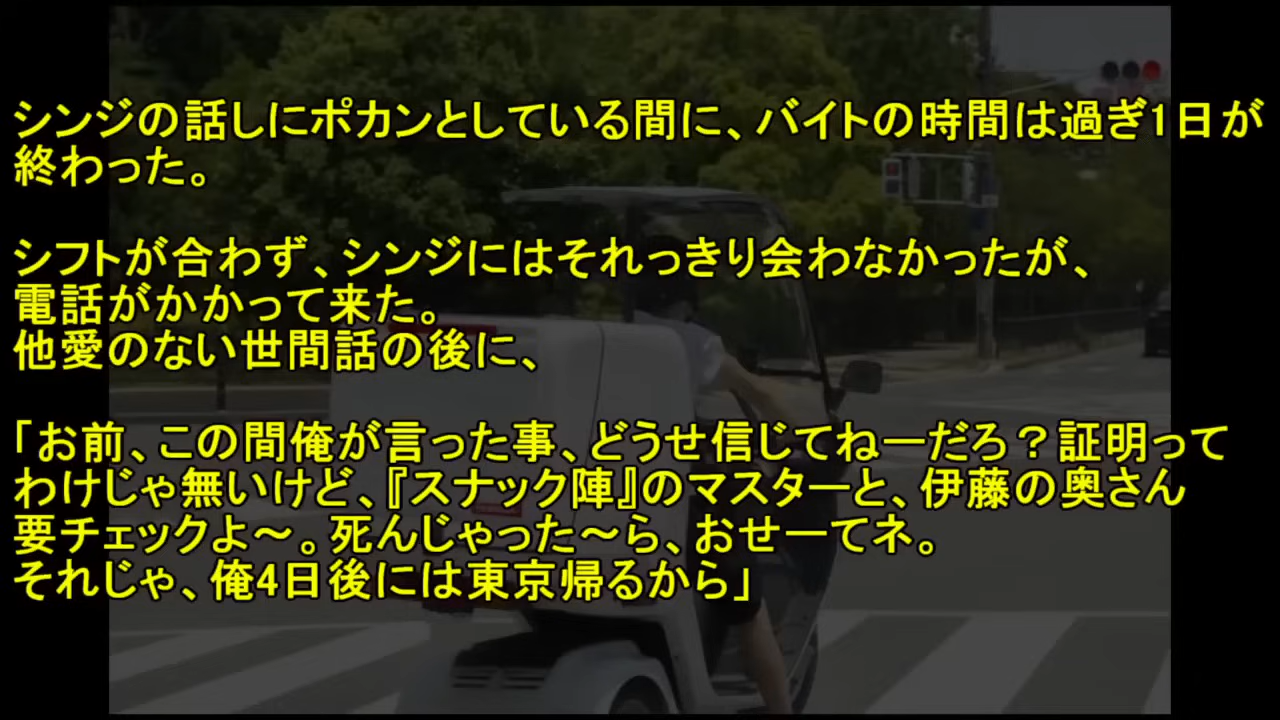 シンジの話しにポカンとしている間に、バイトの時間は過ぎ1日が
終わった。
シフトが合わず、シンジにはそれっきり会わなかったが、
電話がかかって来た。
他愛のない世間話の後に、
「お前、この間俺が言った事、どうせ信じてねーだろ？証明って
わけじゃ無いけど、『スナック陣』のマスターと、伊藤の奥さん
要チェックよ～。死んじゃった～ら、おせーてネ。
それじゃ、俺4日後には東京帰るから」